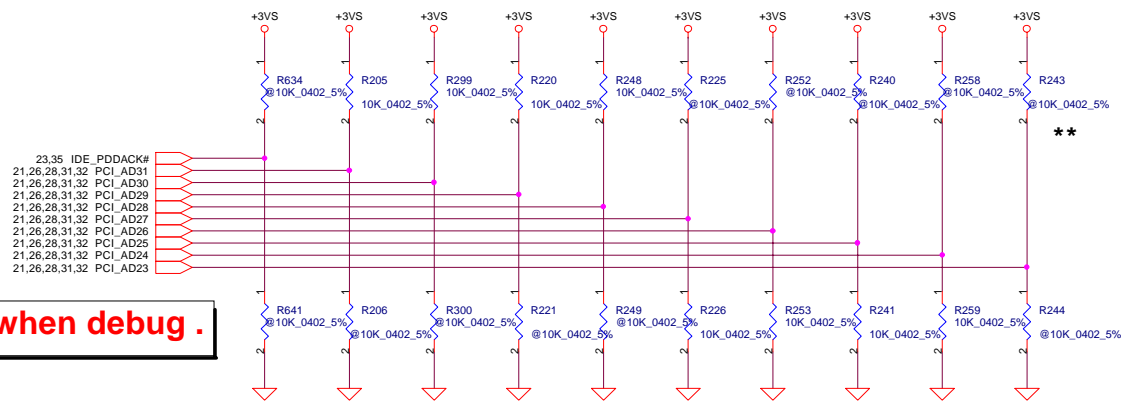 +3VS +3VS +3VS +3VS +3VS +3VS +3VS +3VS +3VS +3VS
1 1 1 1 1 1 1 1 1 1
R634 R205 R299 R220 R248 R225 R252 R240 R258 R243
@10K_0402_5% 10K_0402_5% 10K_0402_5% 10K_0402_5% 10K_0402_5% @10K_0402_5% @10K_0402_5% @10K_0402_5% @10K_0402_5% @10K_0402_5%
2 2 2 2 2 2 2 2 2 2
**
23,35 IDE_PDDACK#
21,26,28,31,32 PCI_AD31
21,26,28,31,32 PCI_AD30
21,26,28,31,32 PCI_AD29
21,26,28,31,32 PCI_AD28
21,26,28,31,32 PCI_AD27
21,26,28,31,32 PCI_AD26
21,26,28,31,32 PCI_AD25
21,26,28,31,32 PCI_AD24
21,26,28,31,32 PCI_AD23
1 1 1 1 1 1 1 1 1 1
R641 R206 R300 R221 R249 R226 R253 R241 R259 R244
@10K_0402_5% @10K_0402_5% @10K_0402_5% @10K_0402_5% @10K_0402_5% 10K_0402_5% 10K_0402_5% 10K_0402_5% 10K_0402_5% @10K_0402_5%
2 2 2 2 2 2 2 2 2 2
when debug .